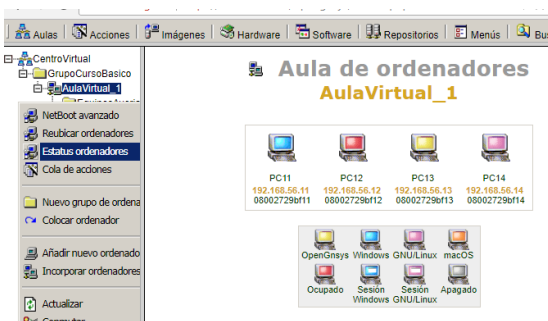 Aulas Acciones Imágenes Hardware Software Repositorios Menús Bus
CentroVirtual
GrupoCursoBasico
AulaVirtual_1
NetBoot avanzado
Reubicar ordenadores
Estatus ordenadores
Cola de acciones
Nuevo grupo de ordena
Colocar ordenador
Añadir nuevo ordenado
Incorporar ordenadores
Actualizar
Aula de ordenadores
AulaVirtual_1
PC11 PC12 PC13 PC14
192.168.56.11 192.168.56.12 192.168.56.13 192.168.56.14
08002729bf11 08002729bf12 08002729bf13 08002729bf14
OpenGnsys Windows GNU/Linux macOS
Ocupado Sesión Sesión Apagado
Windows GNU/Linux